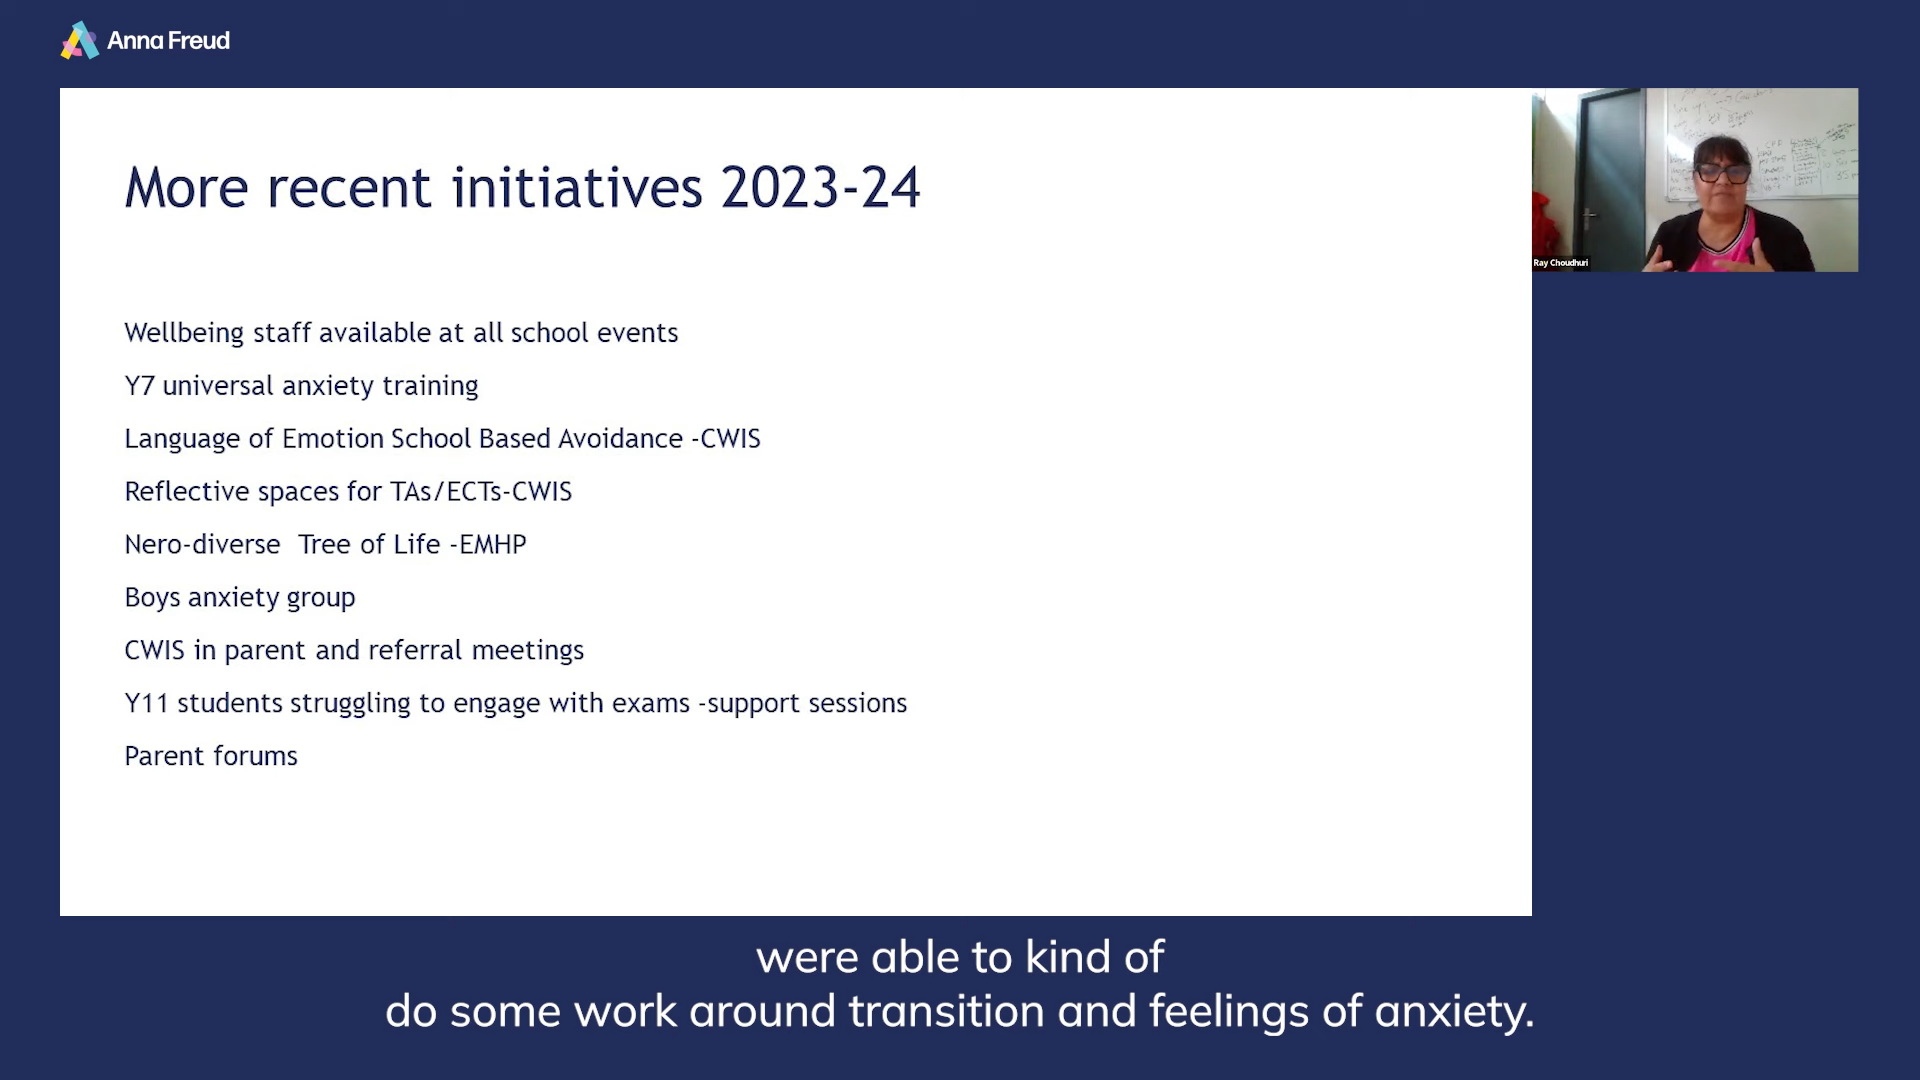 Anna Freud
More recent initiatives 2023-24
Wellbeing staff available at all school events
Y7 universal anxiety training
Language of Emotion School Based Avoidance -CWIS
Reflective spaces for TAs/ECTs-CWIS
Nero-diverse  Tree of Life -EMHP
Boys anxiety group
CWIS in parent and referral meetings
Y11 students struggling to engage with exams -support sessions
Parent forums
Ray Choudhuri
were able to kind of
do some work around transition and feelings of anxiety.